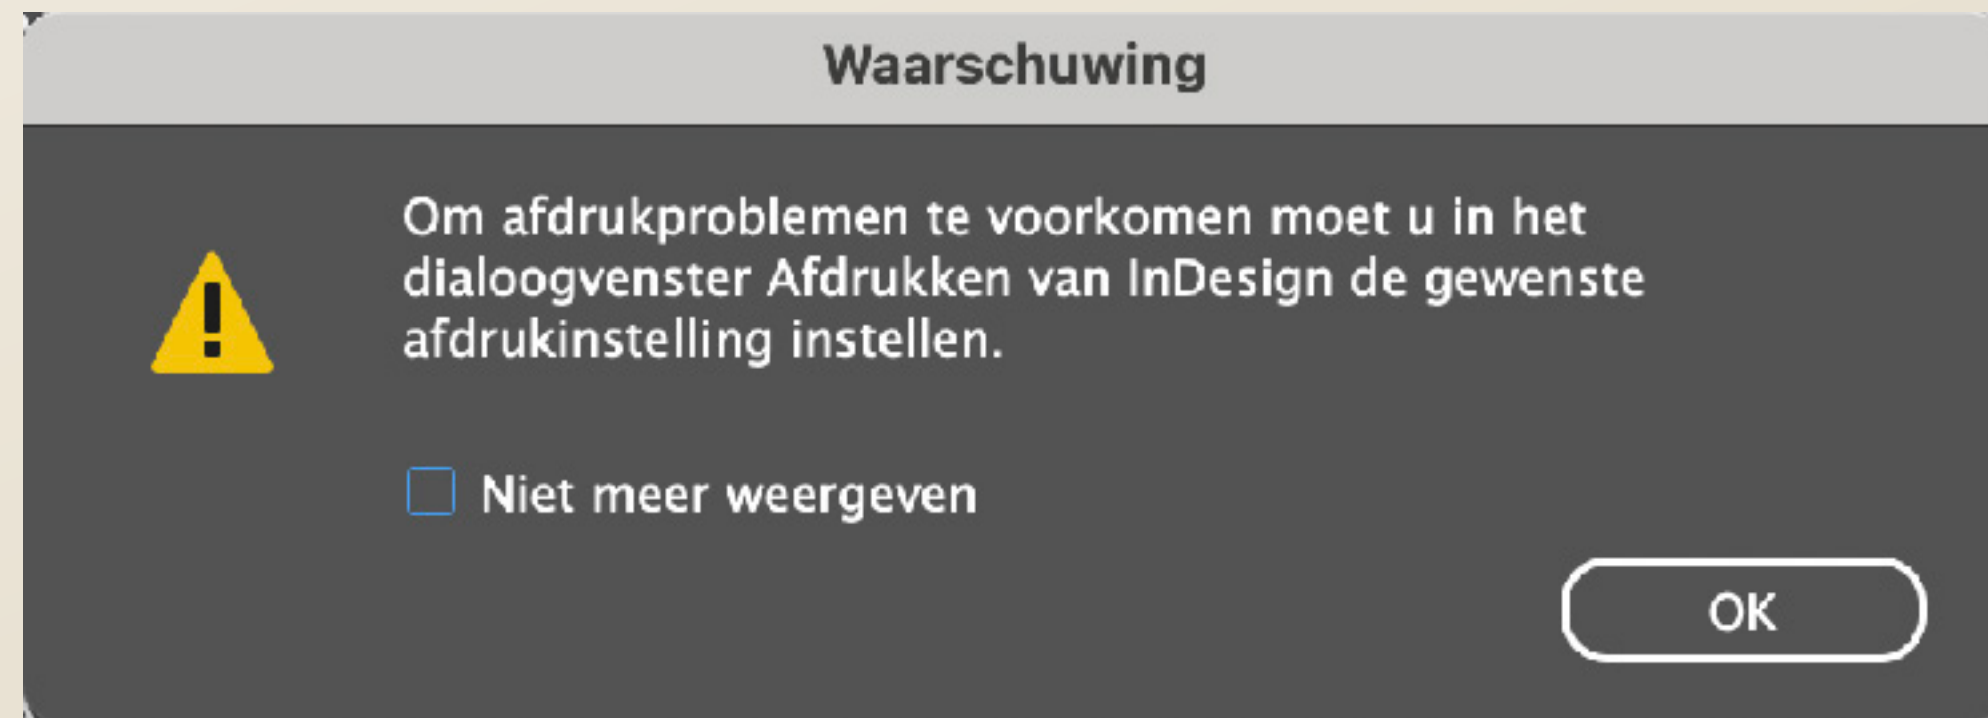 Waarschuwing
Om afdrukproblemen te voorkomen moet u in het
dialoogvenster Afdrukken van InDesign de gewenste
afdrukinstelling instellen.
Niet meer weergeven
OK